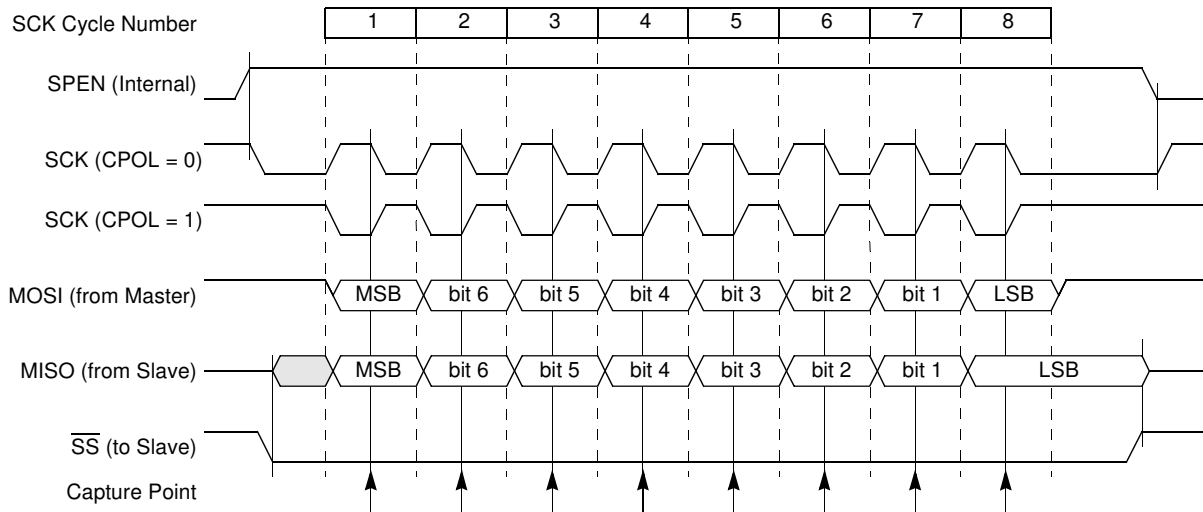 SCK Cycle Number 1 2 3 4 5 6 7 8
SPEN (Internal)
SCK (CPOL = 0)
SCK (CPOL = 1)
MOSI (from Master) MSB bit 6 bit 5 bit 4 bit 3 bit 2 bit 1 LSB
MISO (from Slave) MSB bit 6 bit 5 bit 4 bit 3 bit 2 bit 1 LSB
SS (to Slave)
Capture Point